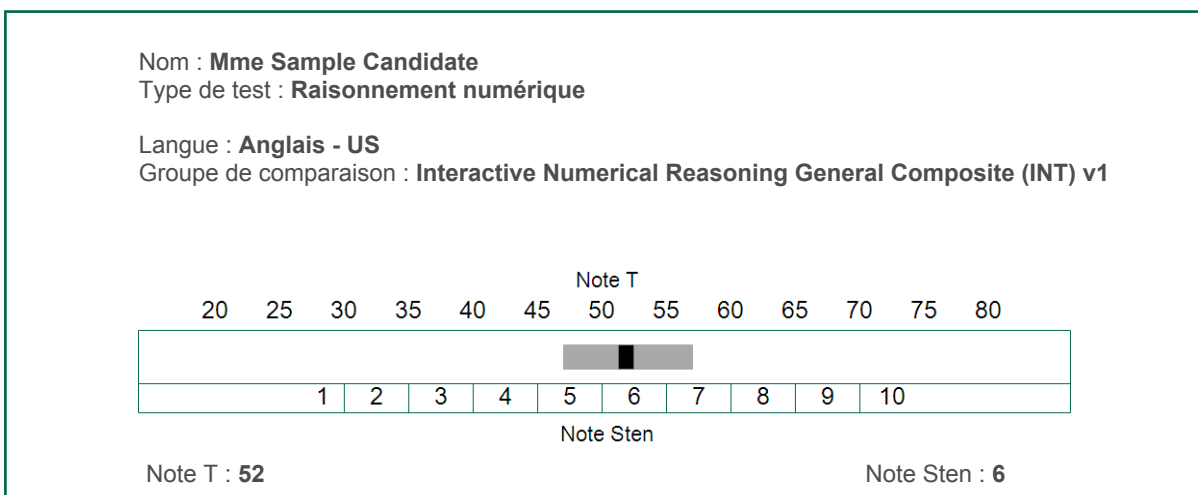 Nom : Mme Sample Candidate
Type de test : Raisonnement numérique
Langue : Anglais - US
Groupe de comparaison : Interactive Numerical Reasoning General Composite (INT) v1
Note T
20 25 30 35 40 45 50 55 60 65 70 75 80
1 2 3 4 5 6 7 8 9 10
Note Sten
Note T : 52 Note Sten : 6